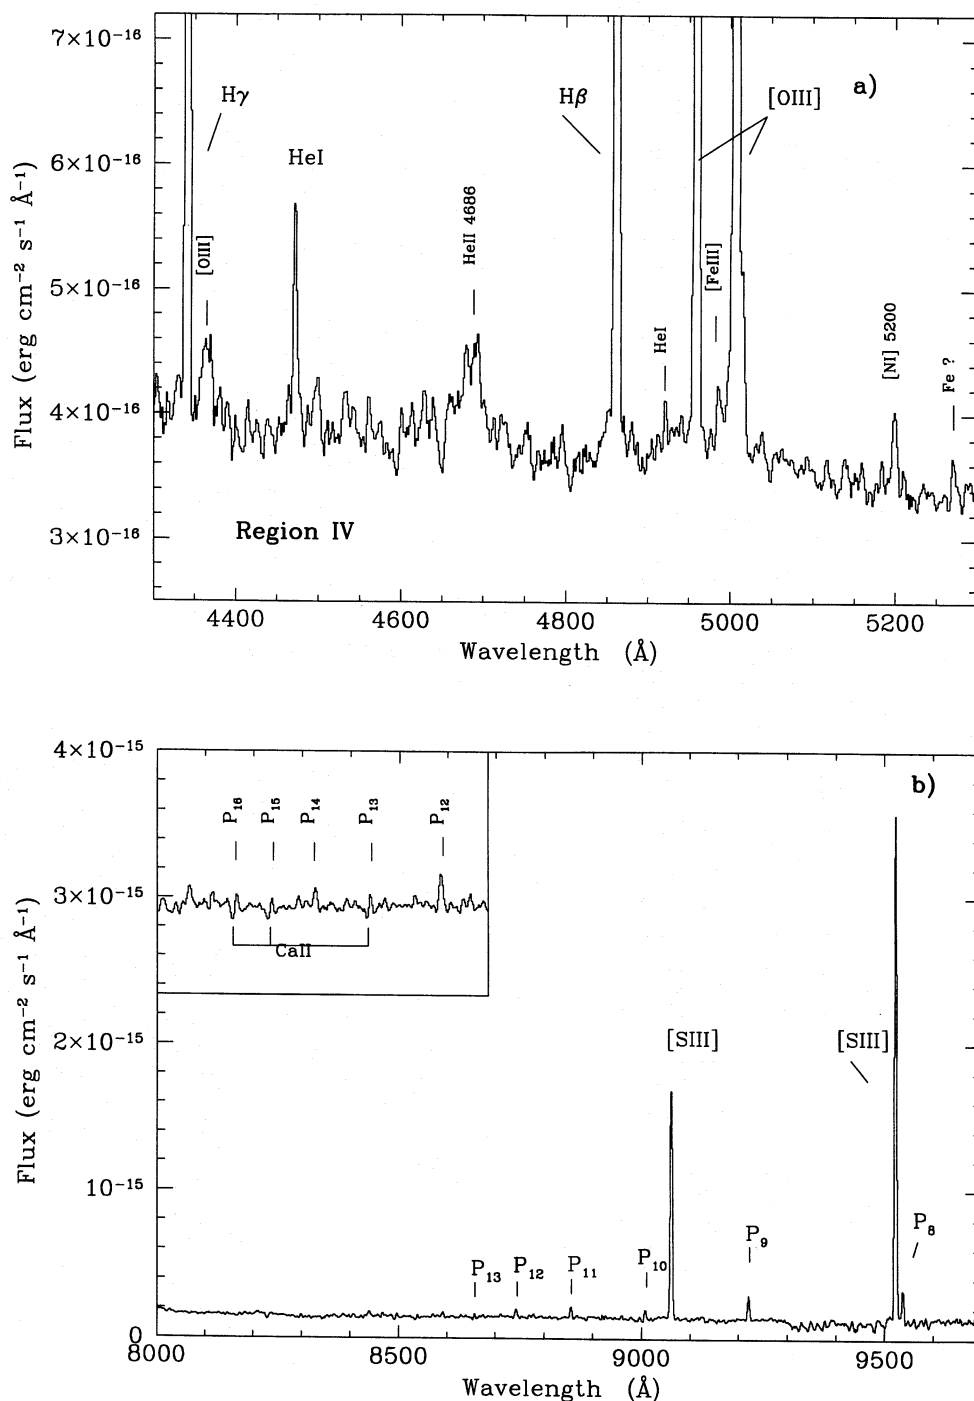 7×10⁻¹⁶
6×10⁻¹⁶
5×10⁻¹⁶
4×10⁻¹⁶
3×10⁻¹⁶
Flux (erg cm⁻² s⁻¹ Å⁻¹)
Hγ
[OIII]
HeI
HeII 4686
Hβ
HeI
[FeIII]
[OIII]
a)
[NI] 5200
Fe ?
Region IV
4400 4600 4800 5000 5200
Wavelength (Å)
4×10⁻¹⁵
3×10⁻¹⁵
2×10⁻¹⁵
10⁻¹⁵
0
Flux (erg cm⁻² s⁻¹ Å⁻¹)
b)
P₁₆ P₁₅ P₁₄ P₁₃ P₁₂
CaII
[SIII]
[SIII]
P₁₃ P₁₂ P₁₁ P₁₀ P₉ P₈
8000 8500 9000 9500
Wavelength (Å)